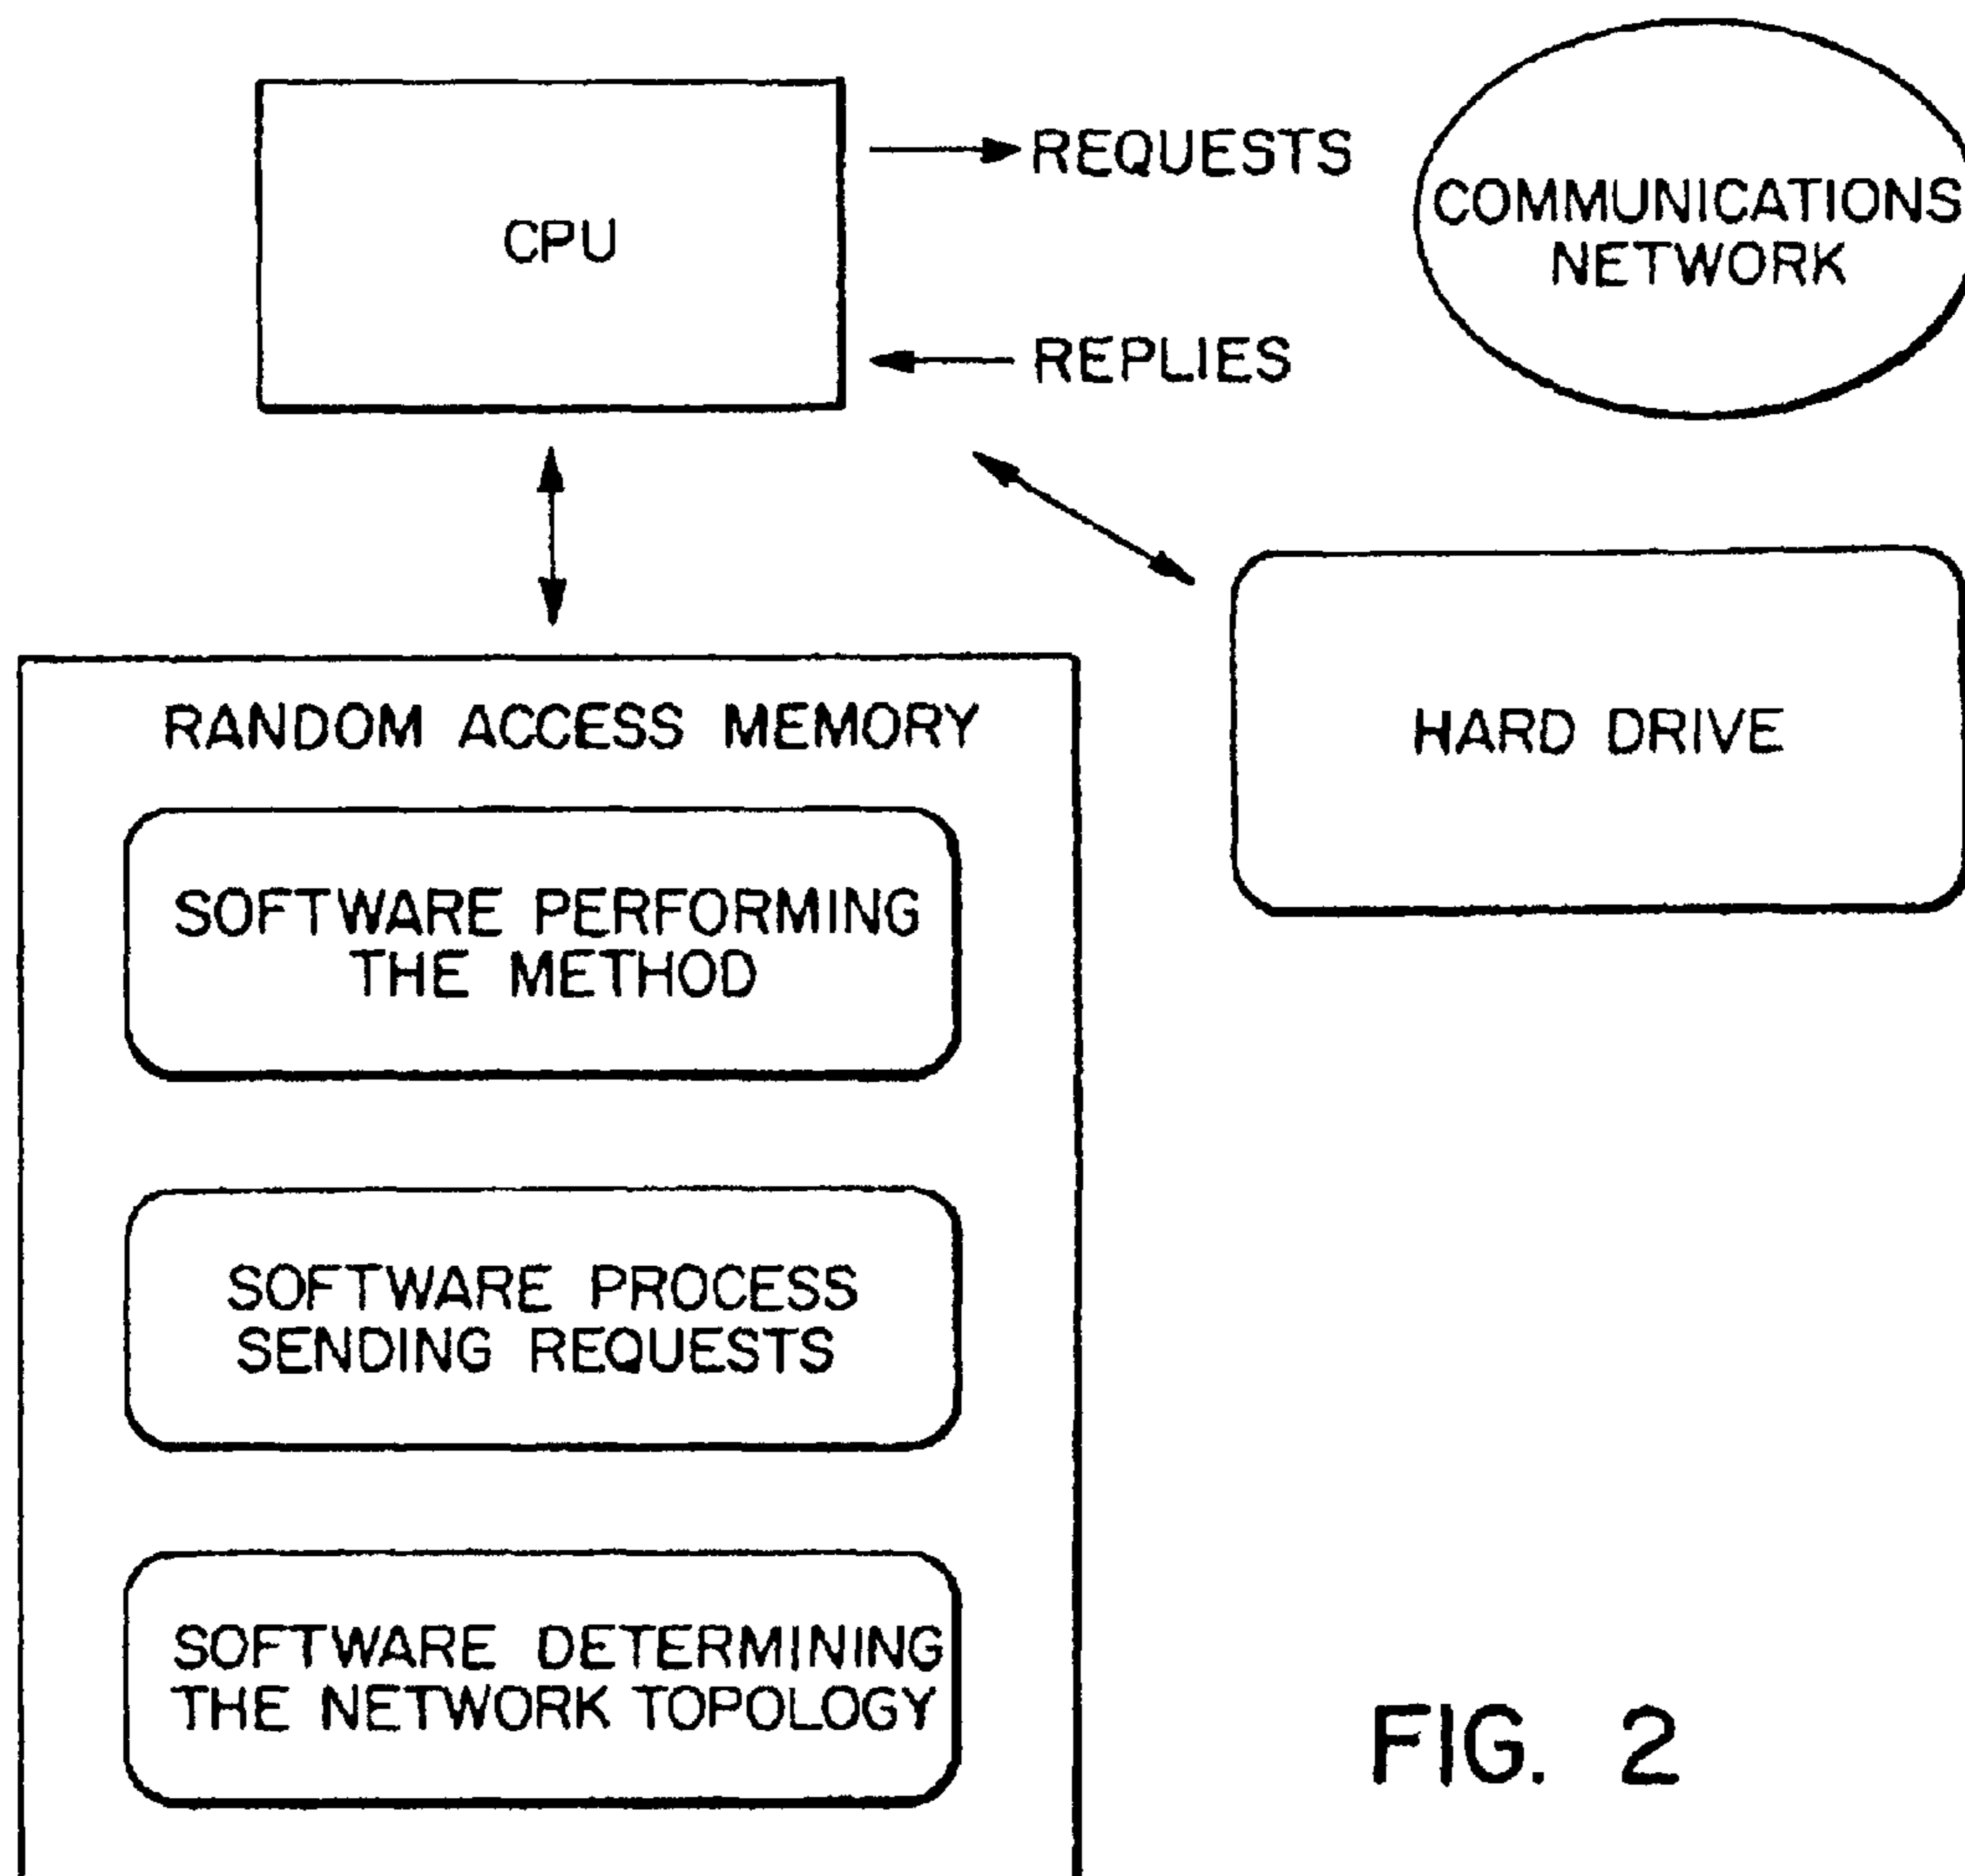 CPU
REQUESTS
REPLIES
COMMUNICATIONS
NETWORK
RANDOM ACCESS MEMORY
HARD DRIVE
SOFTWARE PERFORMING
THE METHOD
SOFTWARE PROCESS
SENDING REQUESTS
SOFTWARE DETERMINING
THE NETWORK TOPOLOGY
FIG. 2